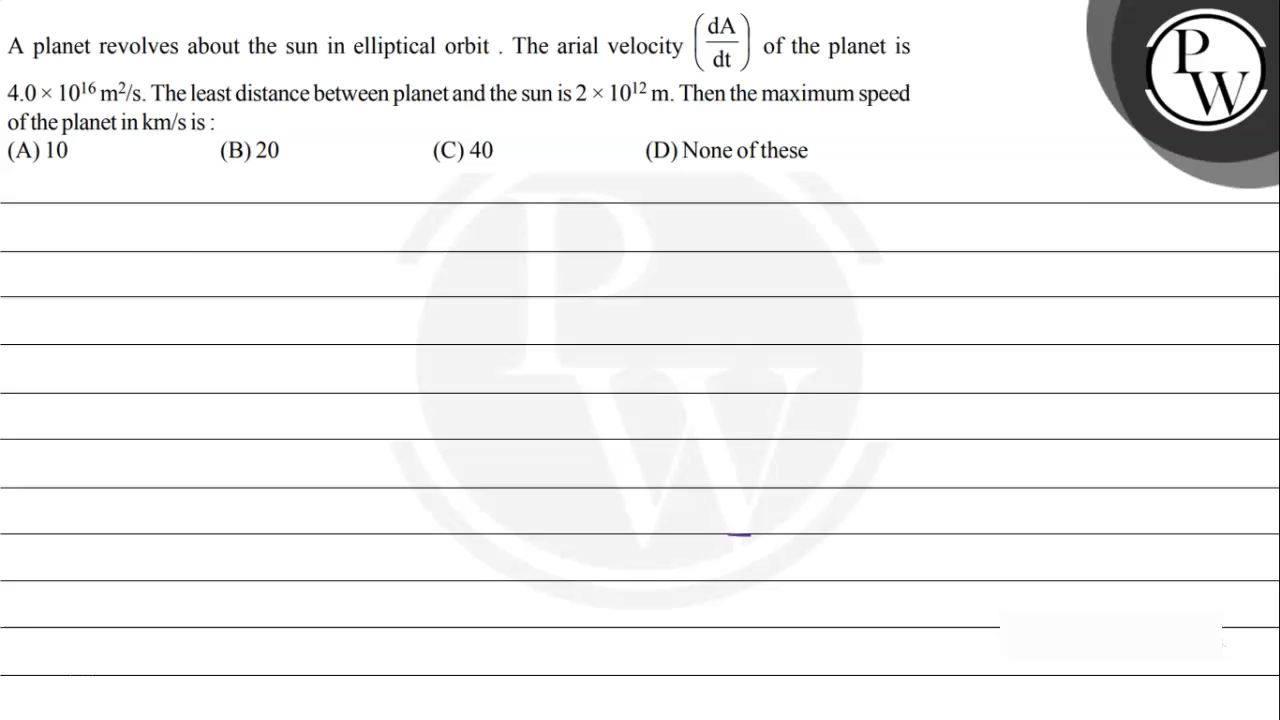 A planet revolves about the sun in elliptical orbit . The arial velocity (dA/dt) of the planet is
4.0 × 10¹⁶ m²/s. The least distance between planet and the sun is 2 × 10¹² m. Then the maximum speed
of the planet in km/s is :
(A) 10 (B) 20 (C) 40 (D) None of these
P
W
P
W